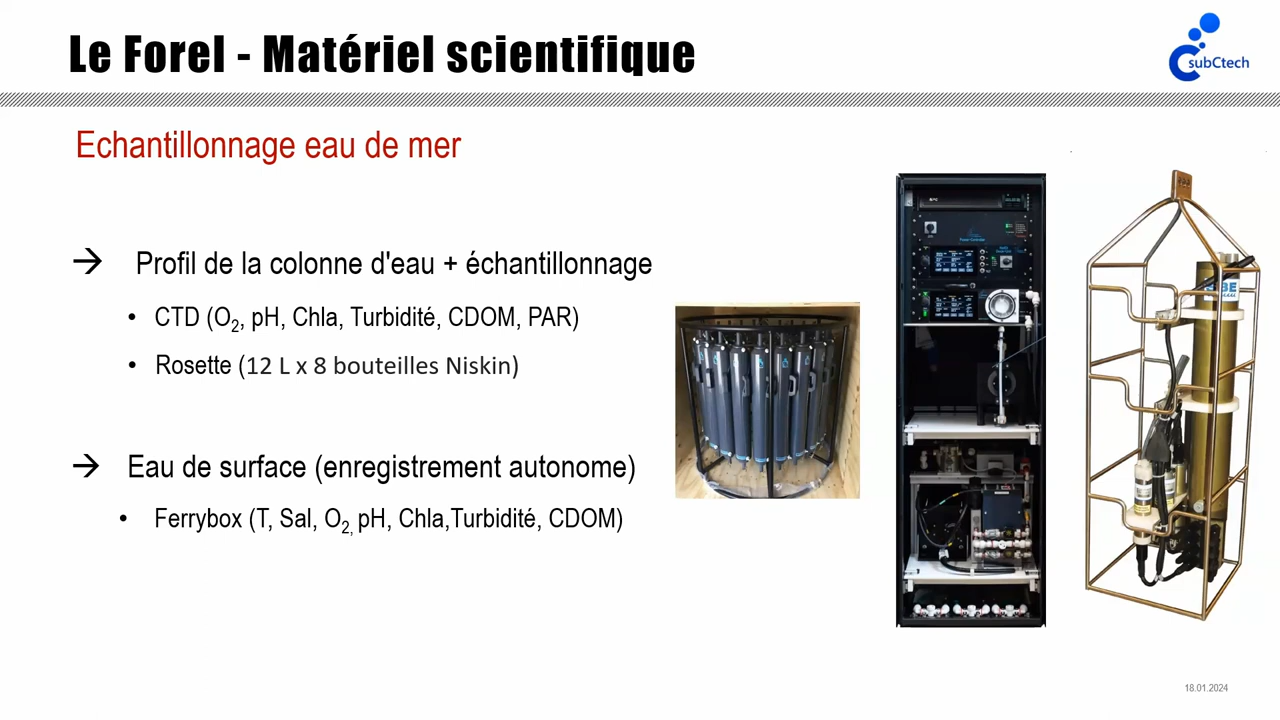 Le Forel - Matériel scientifique
subCtech
Echantillonnage eau de mer
→ Profil de la colonne d'eau + échantillonnage
• CTD (O2, pH, Chla, Turbidité, CDOM, PAR)
• Rosette (12 L x 8 bouteilles Niskin)
→ Eau de surface (enregistrement autonome)
• Ferrybox (T, Sal, O2, pH, Chla,Turbidité, CDOM)
18.01.2024